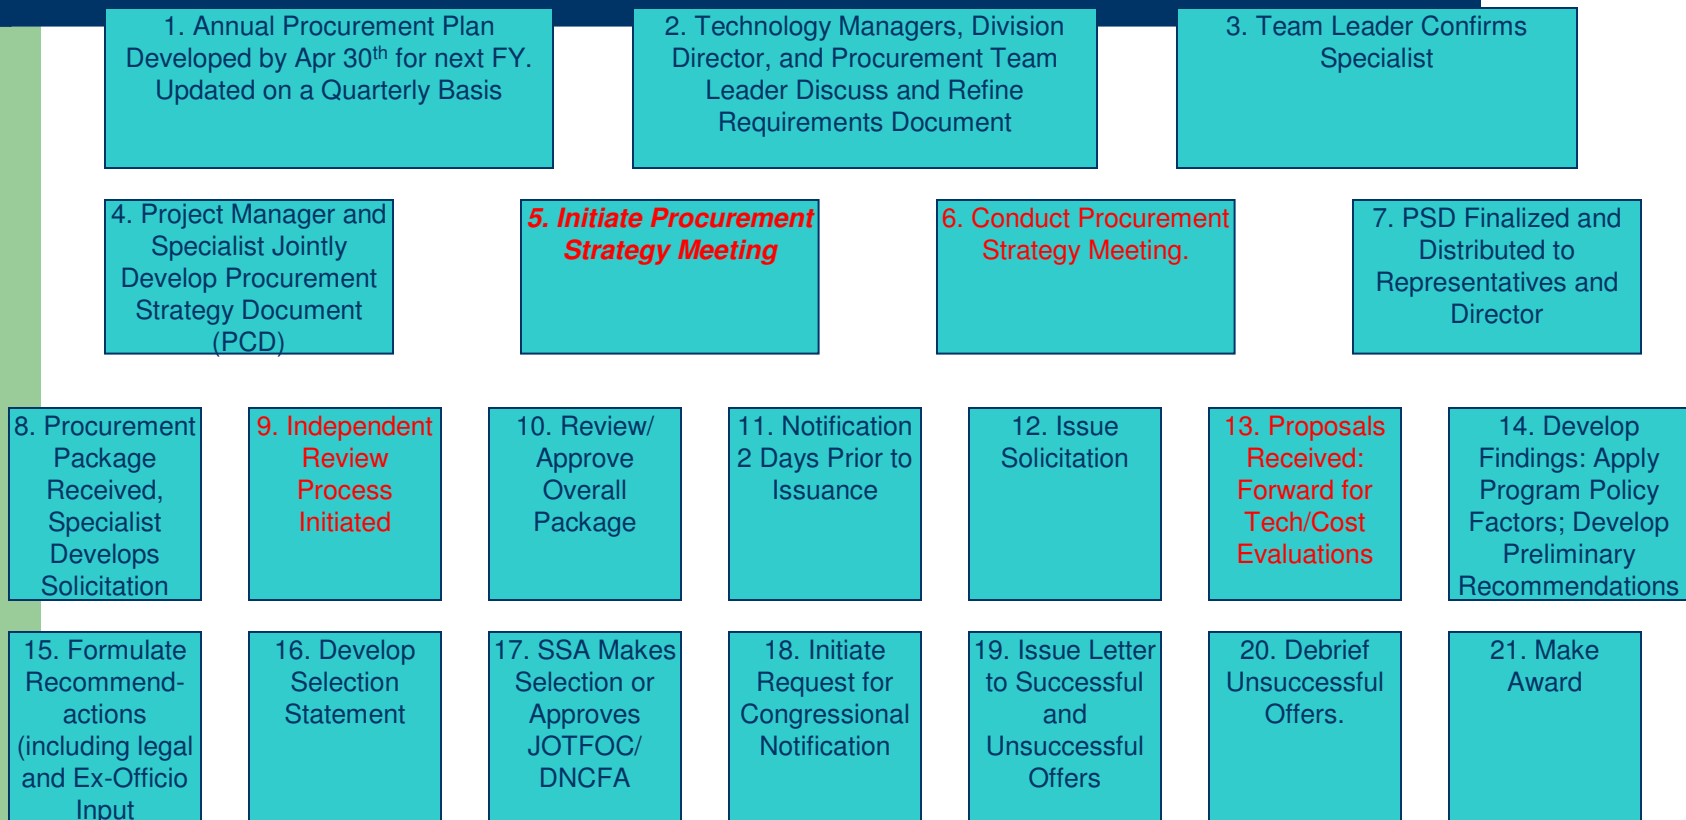 1. Annual Procurement Plan
Developed by Apr 30th for next FY.
Updated on a Quarterly Basis
2. Technology Managers, Division
Director, and Procurement Team
Leader Discuss and Refine
Requirements Document
3. Team Leader Confirms
Specialist
4. Project Manager and
Specialist Jointly
Develop Procurement
Strategy Document
(PCD)
5. Initiate Procurement
Strategy Meeting
6. Conduct Procurement
Strategy Meeting.
7. PSD Finalized and
Distributed to
Representatives and
Director
8. Procurement
Package
Received,
Specialist
Develops
Solicitation
9. Independent
Review
Process
Initiated
10. Review/
Approve
Overall
Package
11. Notification
2 Days Prior to
Issuance
12. Issue
Solicitation
13. Proposals
Received:
Forward for
Tech/Cost
Evaluations
14. Develop
Findings: Apply
Program Policy
Factors; Develop
Preliminary
Recommendations
15. Formulate
Recommend-
actions
(including legal
and Ex-Officio
Input
16. Develop
Selection
Statement
17. SSA Makes
Selection or
Approves
JOTFOC/
DNCFA
18. Initiate
Request for
Congressional
Notification
19. Issue Letter
to Successful
and
Unsuccessful
Offers
20. Debrief
Unsuccessful
Offers.
21. Make
Award